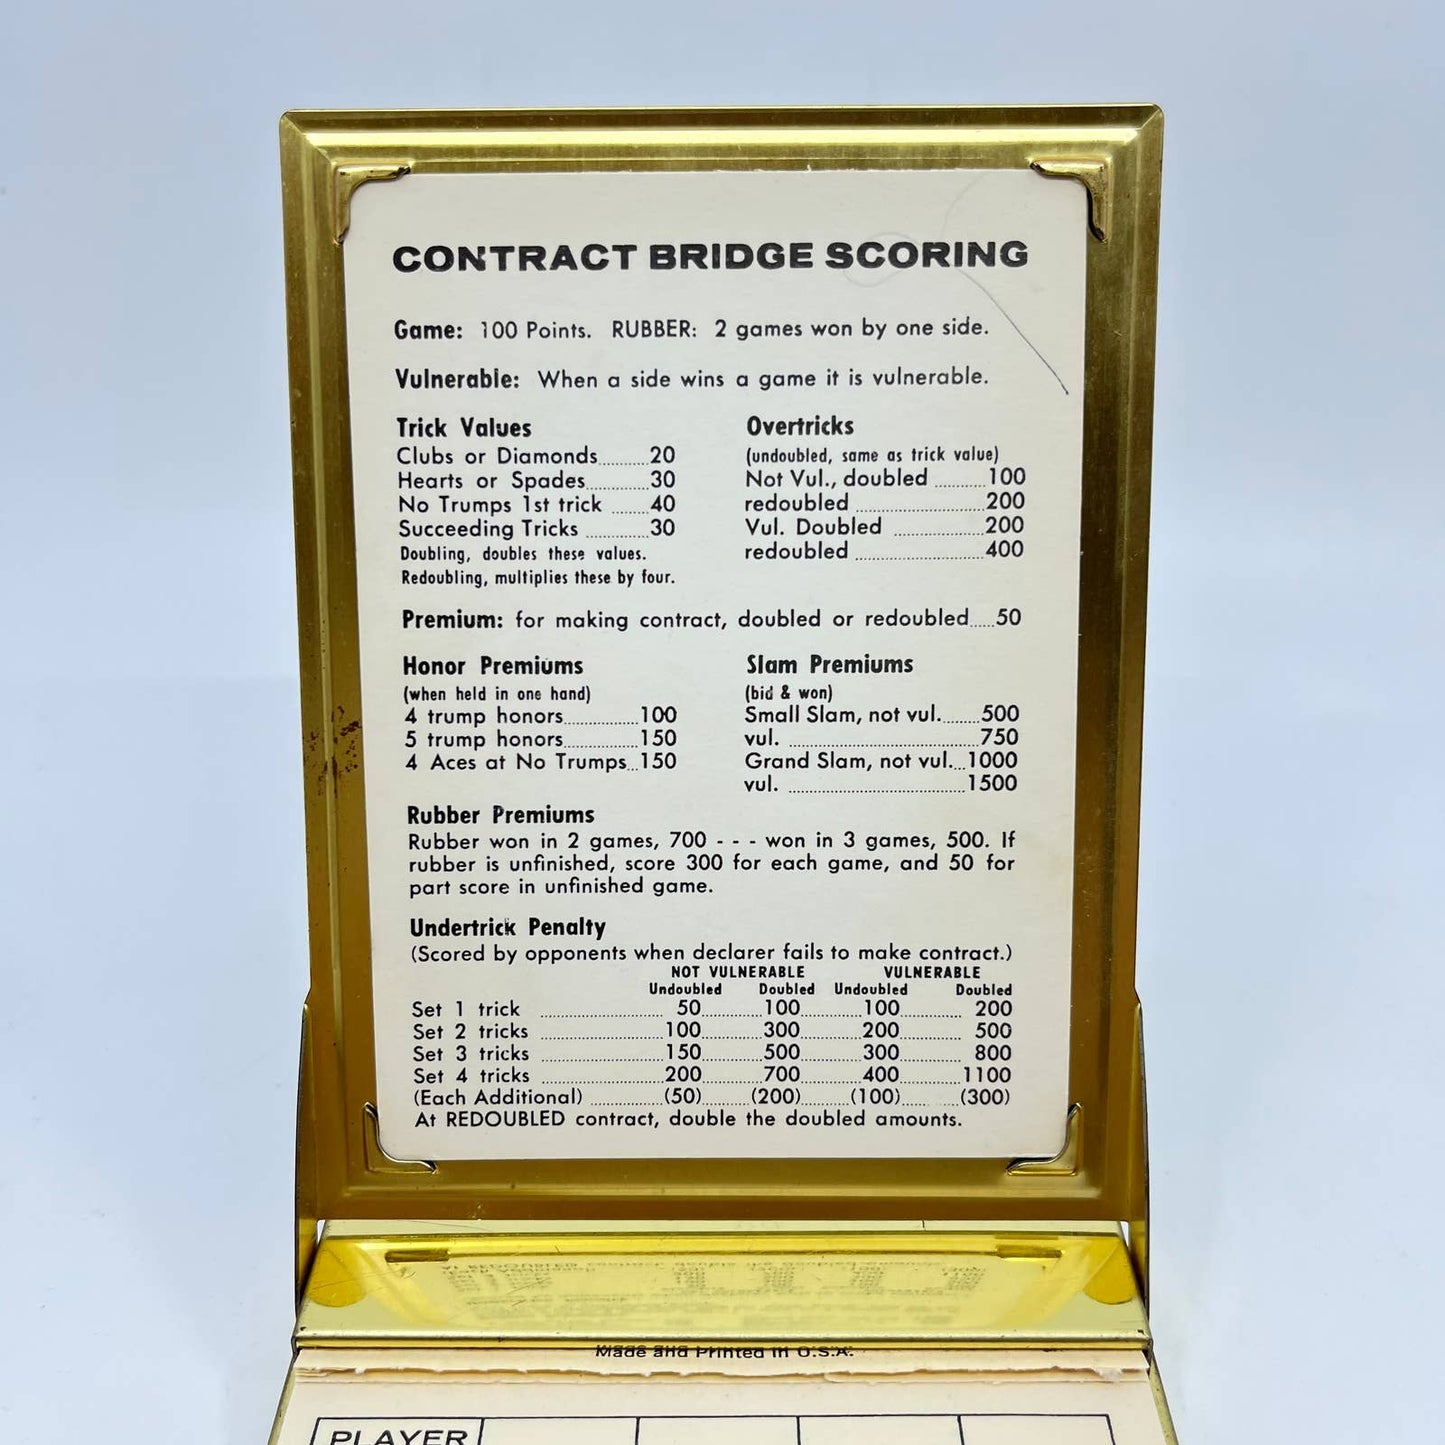 CONTRACT BRIDGE SCORING
Game: 100 Points. RUBBER: 2 games won by one side.
Vulnerable: When a side wins a game it is vulnerable.
Trick Values
Clubs or Diamonds..........20
Hearts or Spades............30
No Trumps 1st trick .......40
Succeeding Tricks ............30
Doubling, doubles these values.
Redoubling, multiplies these by four.
Overtricks
(undoubled, same as trick value)
Not Vul., doubled ..........100
redoubled ........................200
Vul. Doubled .................200
redoubled ........................400
Premium: for making contract, doubled or redoubled.....50
Honor Premiums
(when held in one hand)
4 trump honors..............100
5 trump honors..............150
4 Aces at No Trumps...150
Slam Premiums
(bid & won)
Small Slam, not vul........500
vul. ...................................750
Grand Slam, not vul....1000
vul. .................................1500
Rubber Premiums
Rubber won in 2 games, 700 - - - won in 3 games, 500. If
rubber is unfinished, score 300 for each game, and 50 for
part score in unfinished game.
Undertrick Penalty
(Scored by opponents when declarer fails to make contract.)
NOT VULNERABLE VULNERABLE
Undoubled Doubled Undoubled Doubled
Set 1 trick ........................50............100............100............ 200
Set 2 tricks ......................100............300............200............ 500
Set 3 tricks ......................150............500............300............ 800
Set 4 tricks ......................200............700............400............1100
(Each Additional) ..............(50).........(200).........(100)...... (300)
At REDOUBLED contract, double the doubled amounts.
Made and Printed in U.S.A.
PLAYER